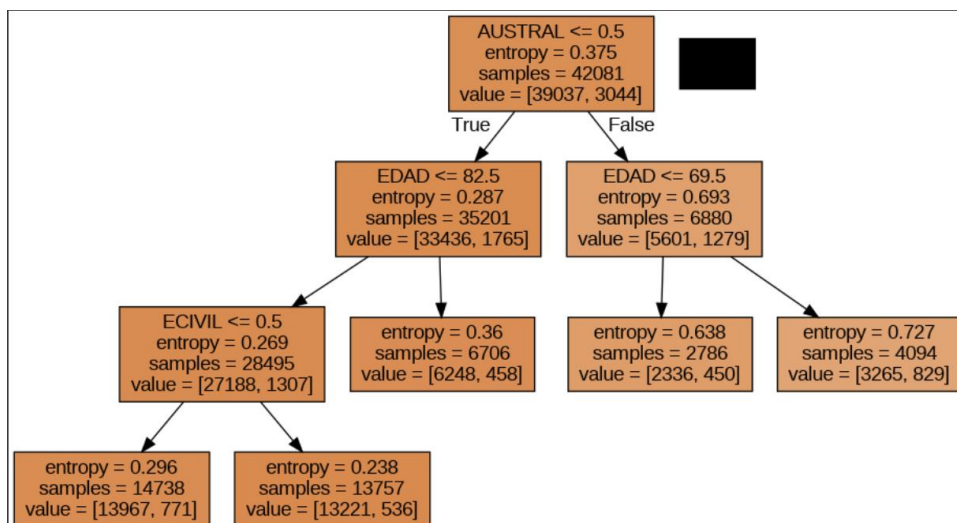 AUSTRAL <= 0.5
entropy = 0.375
samples = 42081
value = [39037, 3044]
True
False
EDAD <= 82.5
entropy = 0.287
samples = 35201
value = [33436, 1765]
EDAD <= 69.5
entropy = 0.693
samples = 6880
value = [5601, 1279]
ECIVIL <= 0.5
entropy = 0.269
samples = 28495
value = [27188, 1307]
entropy = 0.36
samples = 6706
value = [6248, 458]
entropy = 0.638
samples = 2786
value = [2336, 450]
entropy = 0.727
samples = 4094
value = [3265, 829]
entropy = 0.296
samples = 14738
value = [13967, 771]
entropy = 0.238
samples = 13757
value = [13221, 536]